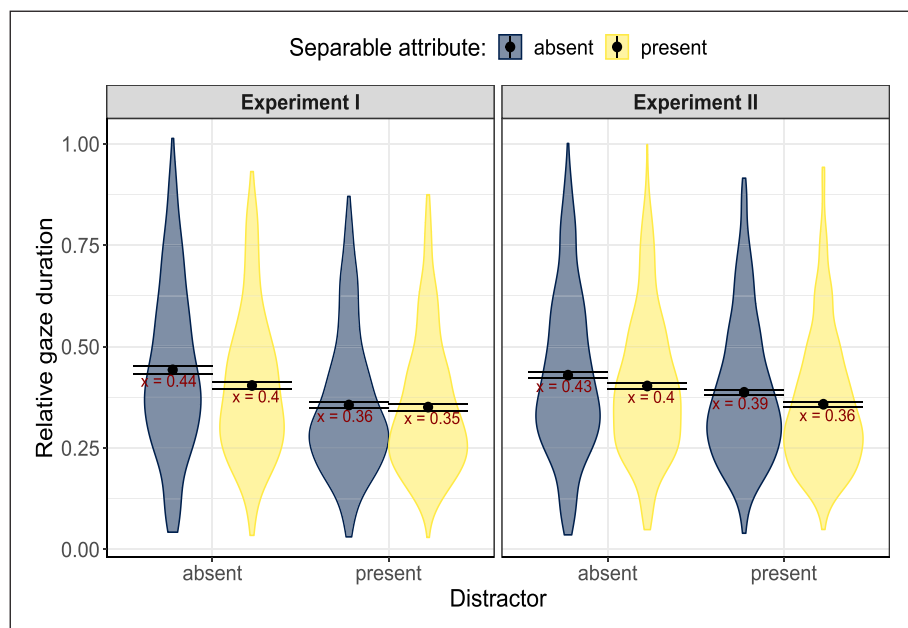 Separable attribute: absent present
Experiment I Experiment II
1.00
0.75
0.50
0.25
0.00
Relative gaze duration
x = 0.44
x = 0.4
x = 0.36
x = 0.35
x = 0.43
x = 0.4
x = 0.39
x = 0.36
absent present absent present
Distractor